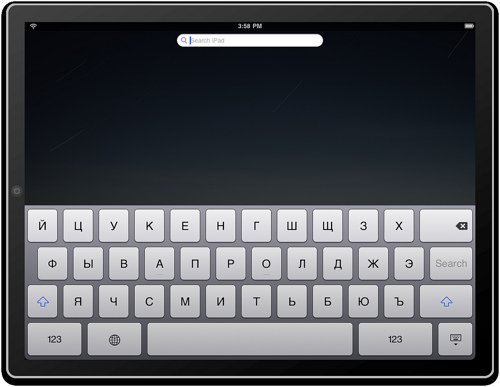 3:58 PM
Search iPad
Й Ц У К Е Н Г Ш Щ З Х
Ф Ы В А П Р О Л Д Ж Э Search
Я Ч С М И Т Ь Б Ю Ъ
123 123